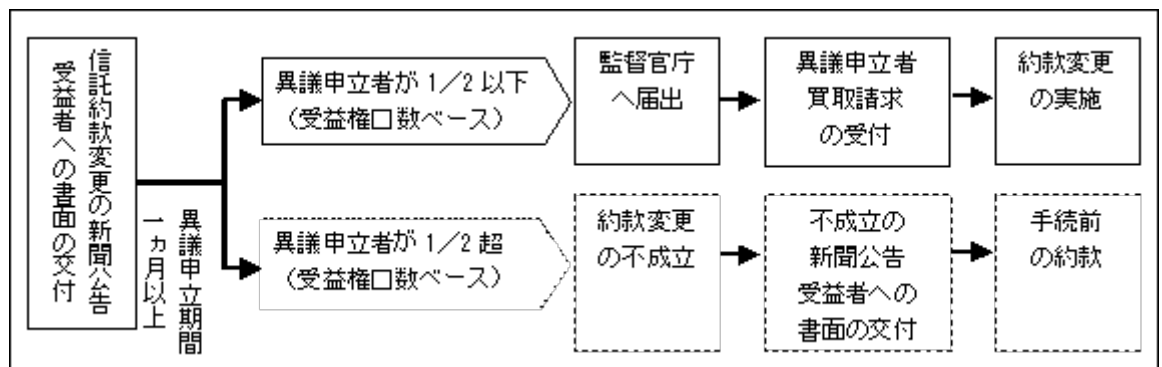 信託約款変更の新聞公告
受益者への書面の交付
異議申立期間
一ヵ月以上
異議申立者が1/2以下
(受益権口数ベース)
監督官庁
へ届出
異議申立者
買取請求
の受付
約款変更
の実施
異議申立者が1/2超
(受益権口数ベース)
約款変更
の不成立
不成立の
新聞公告
受益者への
書面の交付
手続前
の約款